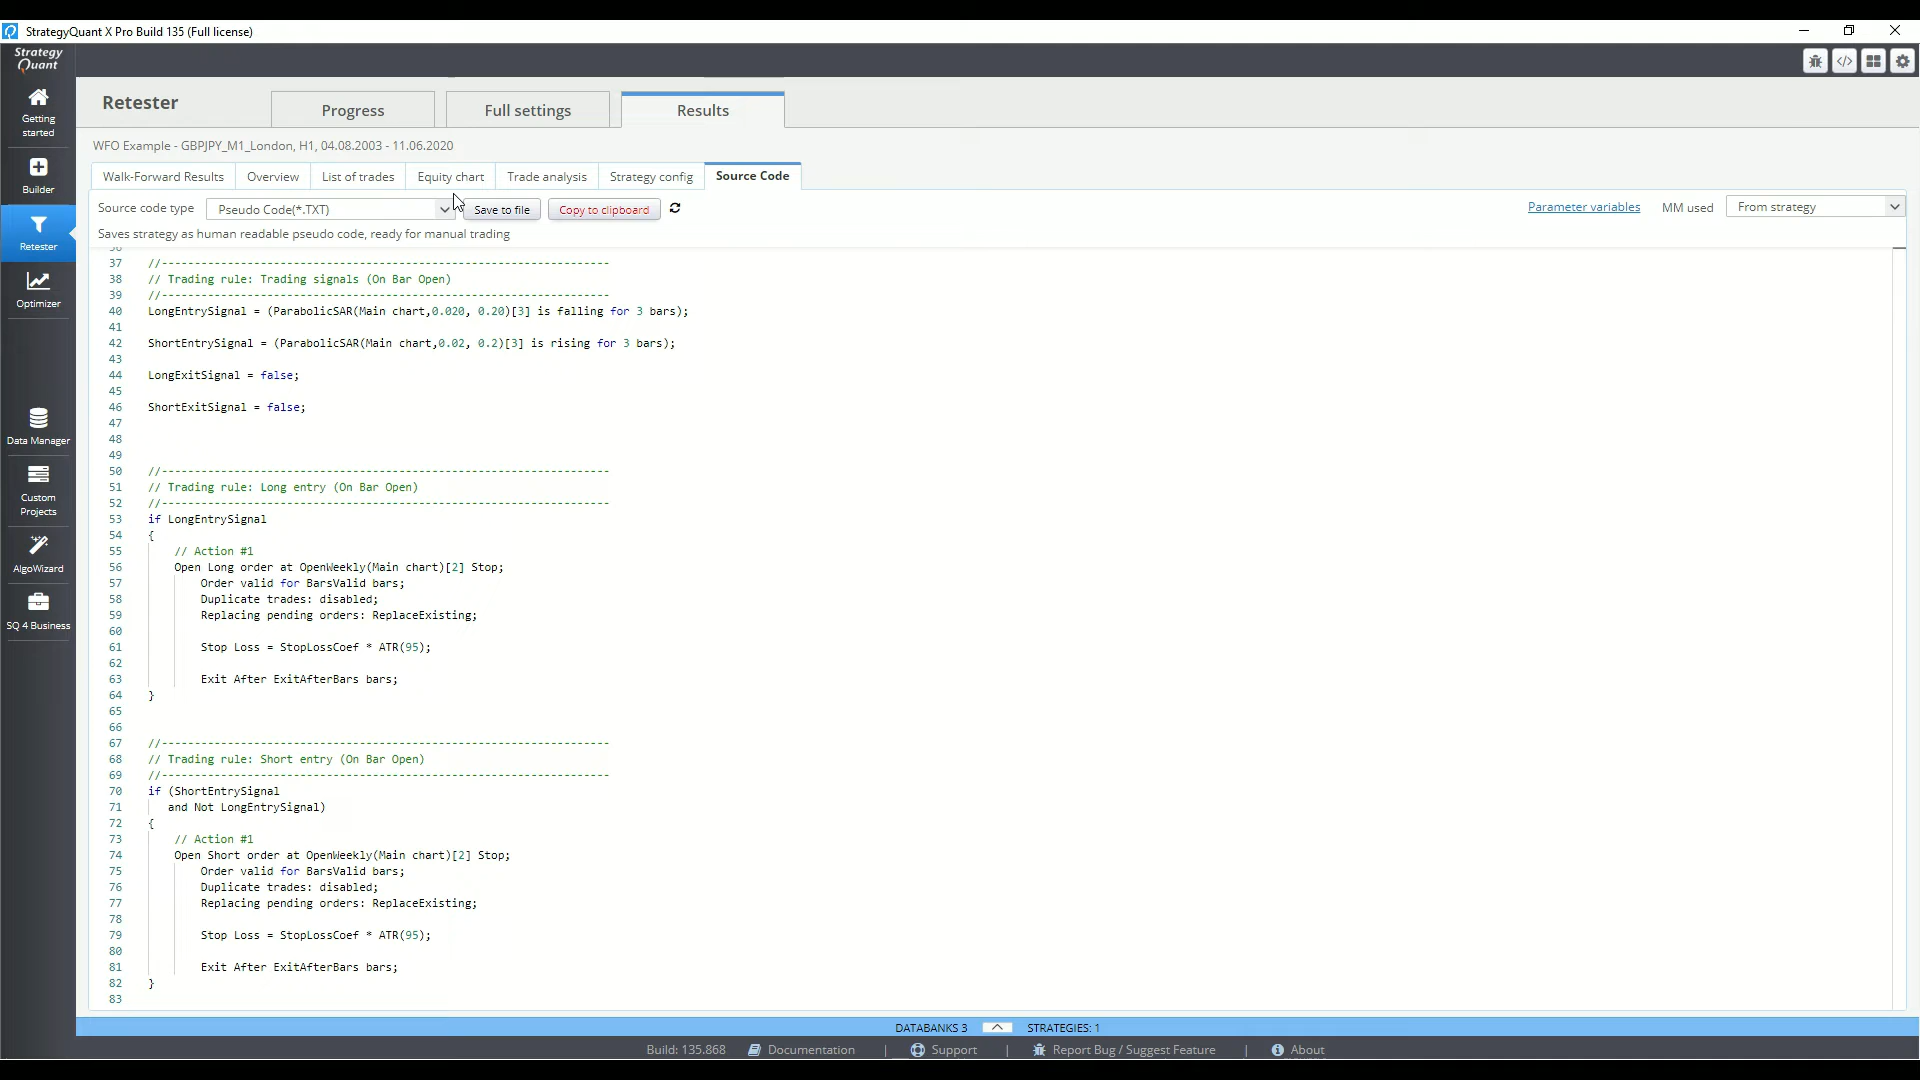 StrategyQuant X Pro Build 135 (Full license)
Strategy
Quant
Getting
started
Builder
Retester
Optimizer
Data Manager
Custom
Projects
AlgoWizard
SQ 4 Business
Retester
Progress
Full settings
Results
WFO Example - GBPJPY_M1_London, H1, 04.08.2003 - 11.06.2020
Walk-Forward Results
Overview
List of trades
Equity chart
Trade analysis
Strategy config
Source Code
Source code type
Pseudo Code(*.TXT)
Save to file
Copy to clipboard
Parameter variables
MM used
From strategy
Saves strategy as human readable pseudo code, ready for manual trading
36
37 //--------------------------------------------------------------------
38 // Trading rule: Trading signals (On Bar Open)
39 //--------------------------------------------------------------------
40 LongEntrySignal = (ParabolicSAR(Main chart,0.020, 0.20)[3] is falling for 3 bars);
41
42 ShortEntrySignal = (ParabolicSAR(Main chart,0.02, 0.2)[3] is rising for 3 bars);
43
44 LongExitSignal = false;
45
46 ShortExitSignal = false;
47
48
49
50 //--------------------------------------------------------------------
51 // Trading rule: Long entry (On Bar Open)
52 //--------------------------------------------------------------------
53 if LongEntrySignal
54 {
55 // Action #1
56 Open Long order at OpenWeekly(Main chart)[2] Stop;
57 Order valid for BarsValid bars;
58 Duplicate trades: disabled;
59 Replacing pending orders: ReplaceExisting;
60
61 Stop Loss = StopLossCoef * ATR(95);
62
63 Exit After ExitAfterBars bars;
64 }
65
66
67 //--------------------------------------------------------------------
68 // Trading rule: Short entry (On Bar Open)
69 //--------------------------------------------------------------------
70 if (ShortEntrySignal
71 and Not LongEntrySignal)
72 {
73 // Action #1
74 Open Short order at OpenWeekly(Main chart)[2] Stop;
75 Order valid for BarsValid bars;
76 Duplicate trades: disabled;
77 Replacing pending orders: ReplaceExisting;
78
79 Stop Loss = StopLossCoef * ATR(95);
80
81 Exit After ExitAfterBars bars;
82 }
83
DATABANKS 3
STRATEGIES: 1
Build: 135.868
Documentation
Support
Report Bug / Suggest Feature
About